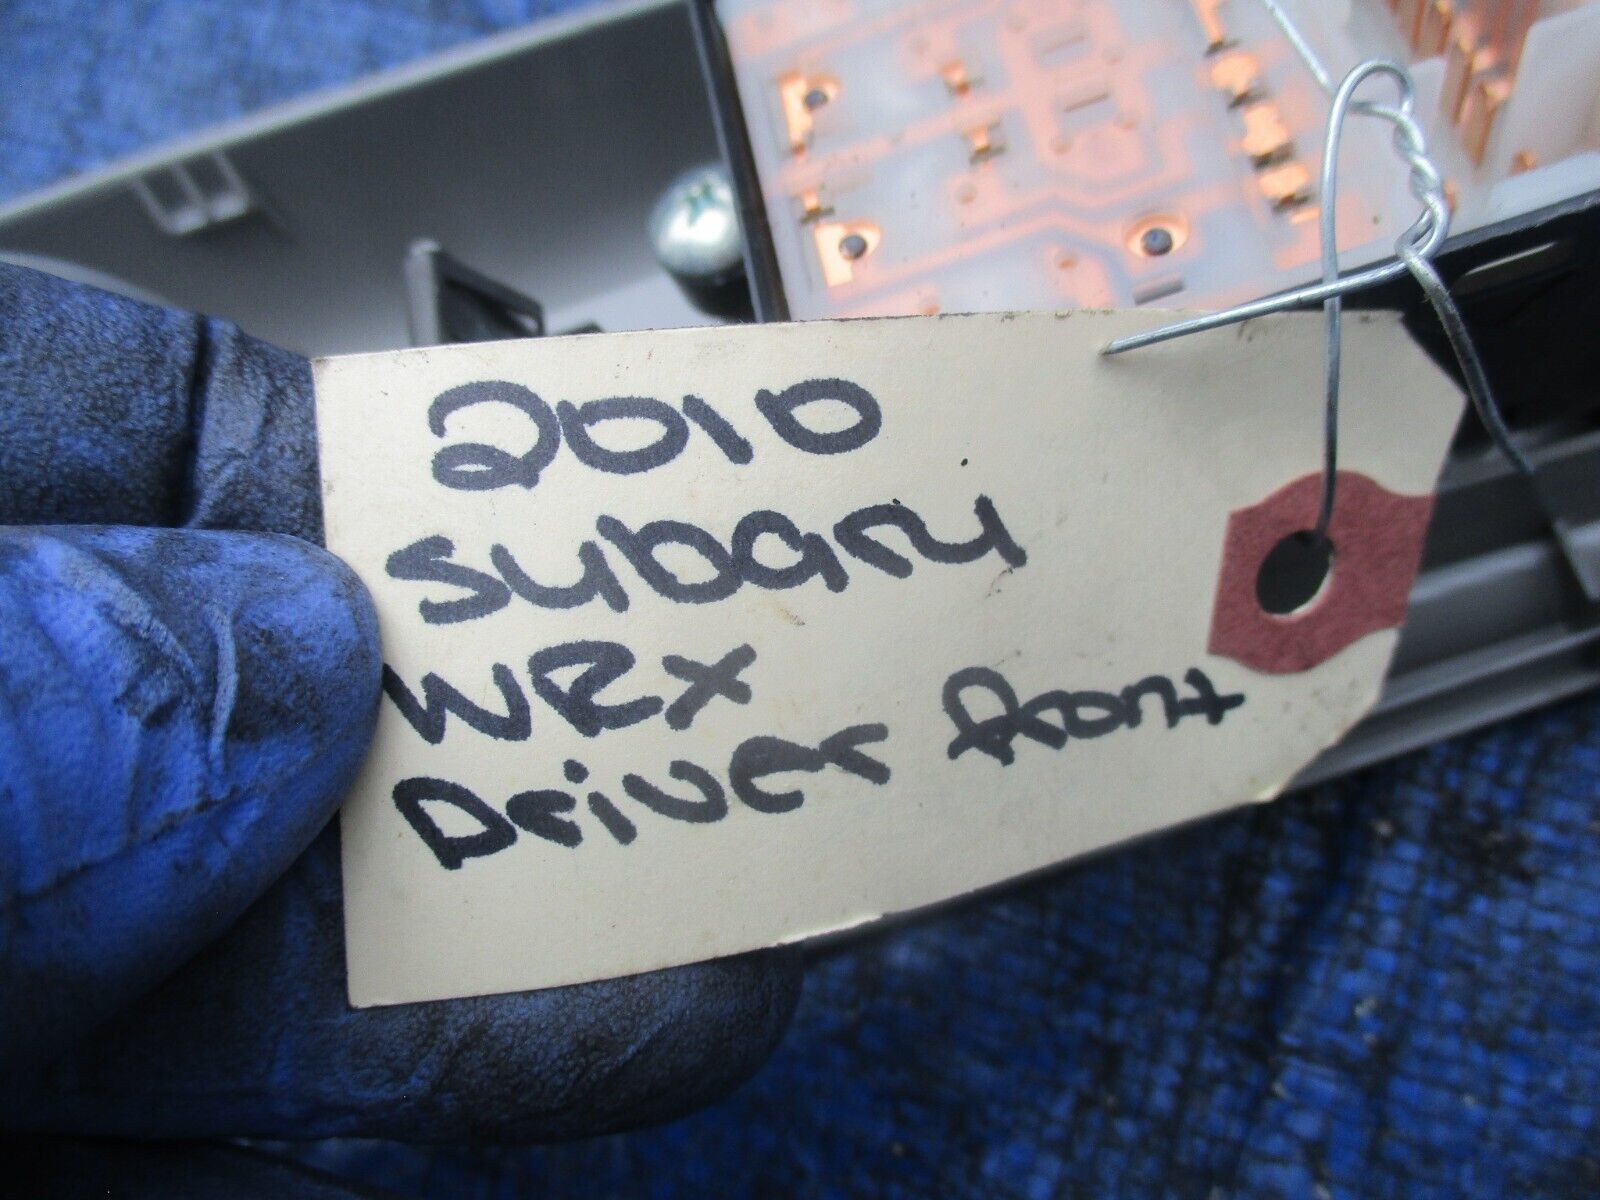 2010
Subaru
WRX
Driver front